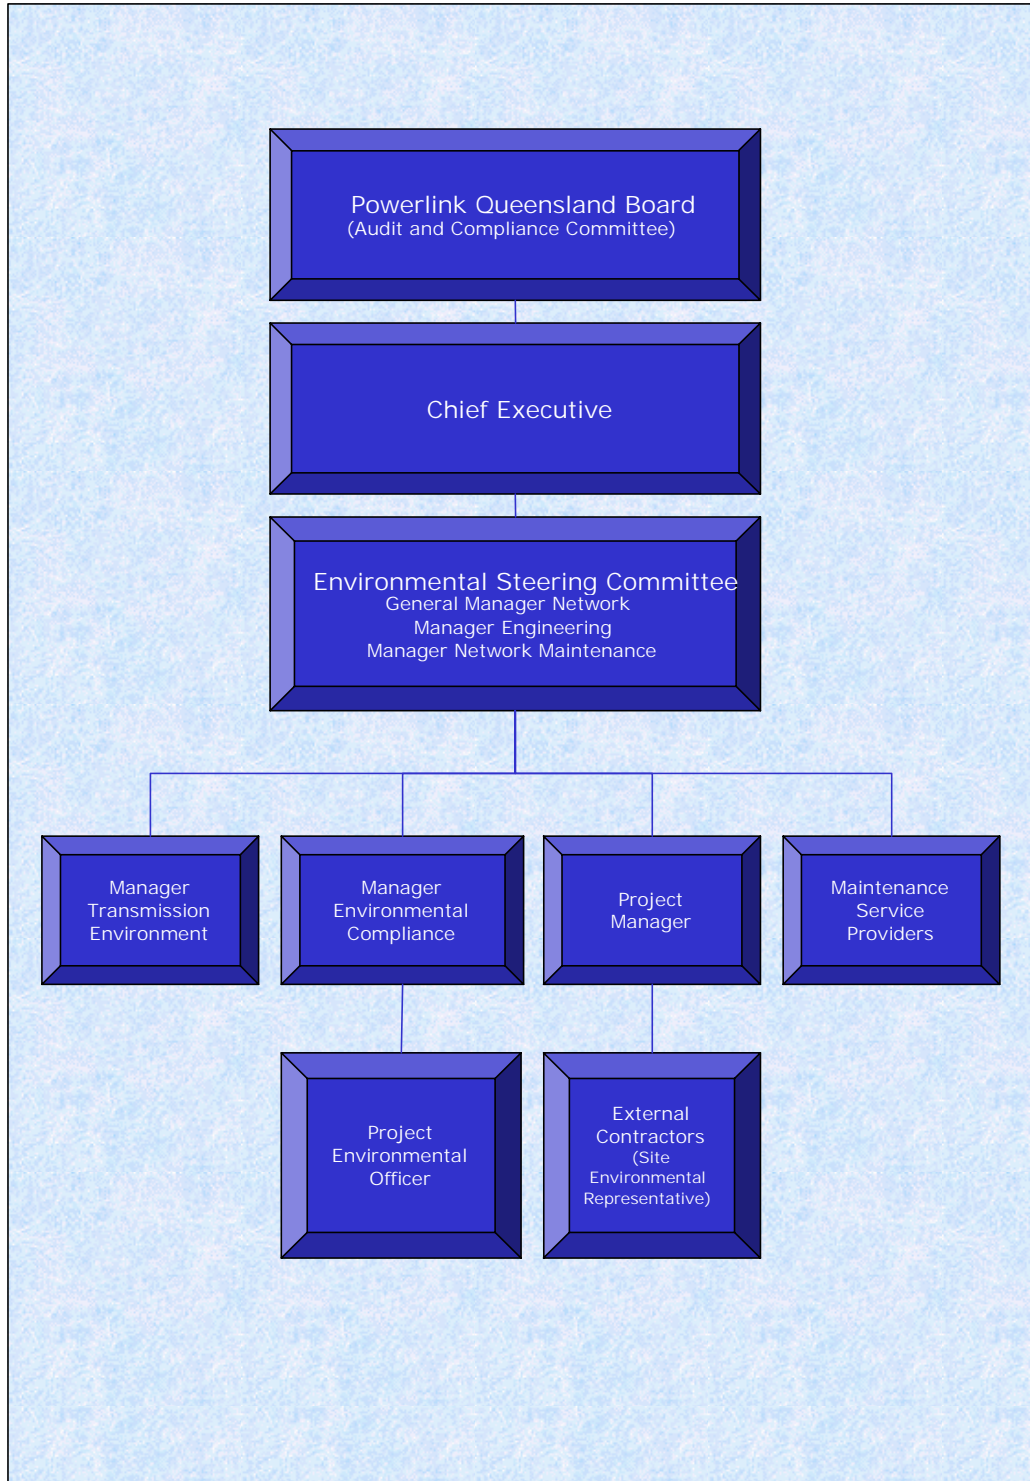 Powerlink Queensland Board
(Audit and Compliance Committee)
Chief Executive
Environmental Steering Committee
General Manager Network
Manager Engineering
Manager Network Maintenance
Manager
Transmission
Environment
Manager
Environmental
Compliance
Project
Manager
Maintenance
Service
Providers
Project
Environmental
Officer
External
Contractors
(Site
Environmental
Representative)